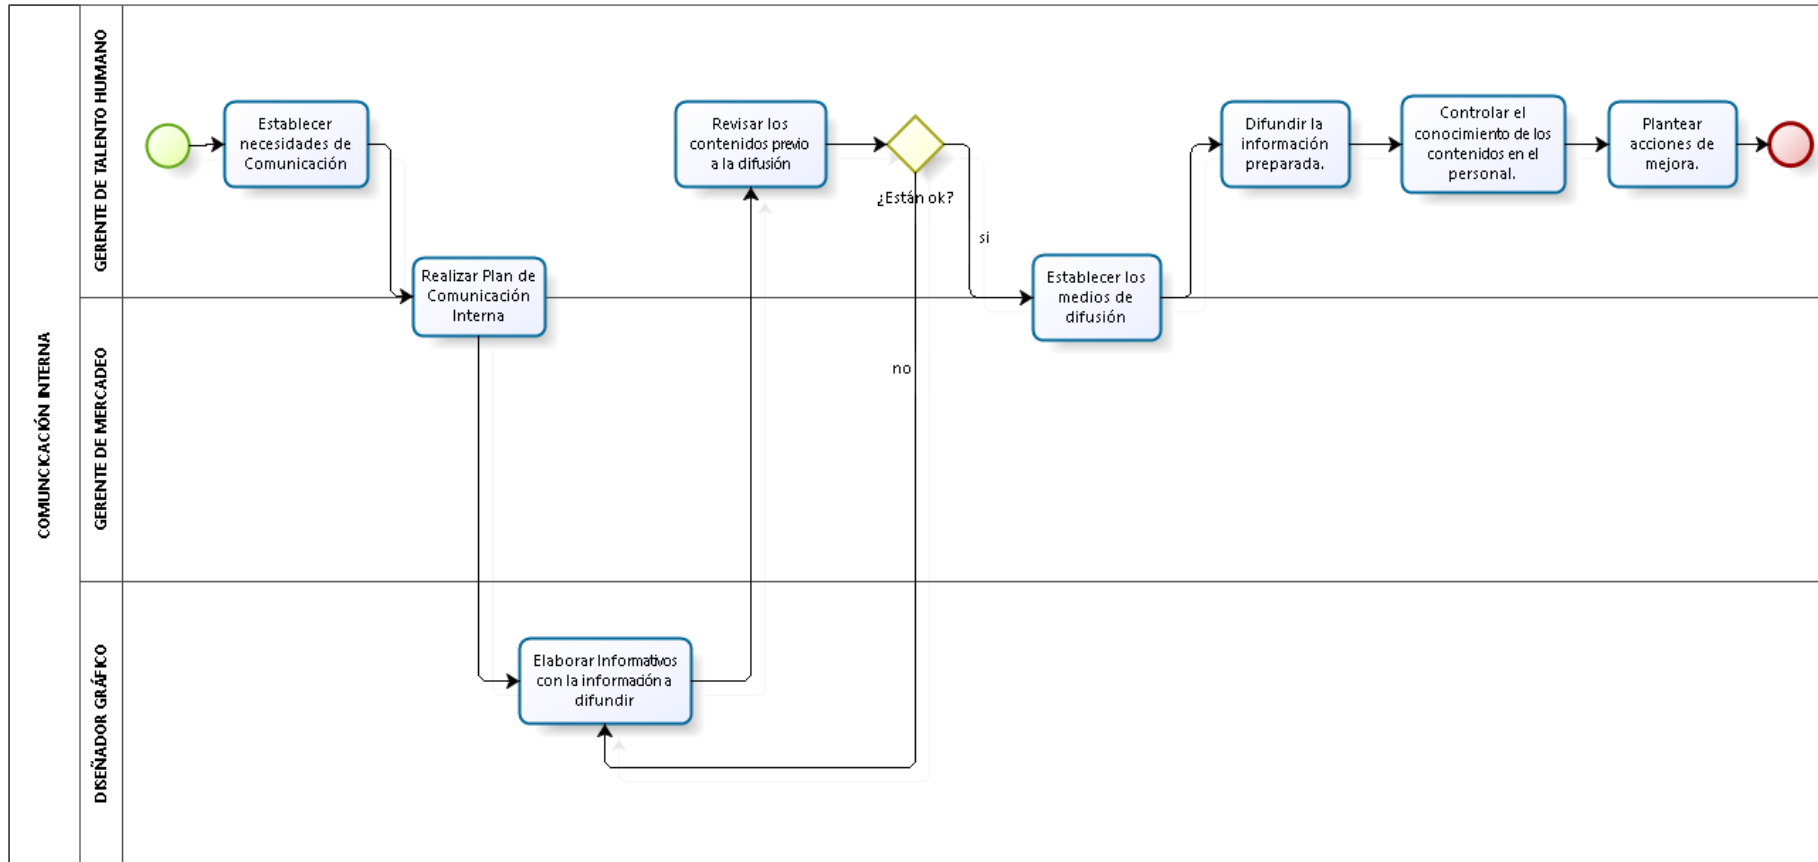 COMUNCICACIÓN INTERNA
GERENTE DE TALENTO HUMANO
GERENTE DE MERCADEO
DISEÑADOR GRÁFICO
Establecer
necesidades de
Comunicación
Realizar Plan de
Comunicación
Interna
Elaborar Informativos
con la información a
difundir
Revisar los
contenidos previo
a la difusión
¿Están ok?
si
no
Establecer los
medios de
difusión
Difundir la
información
preparada.
Controlar el
conocimiento de los
contenidos en el
personal.
Plantear
acciones de
mejora.